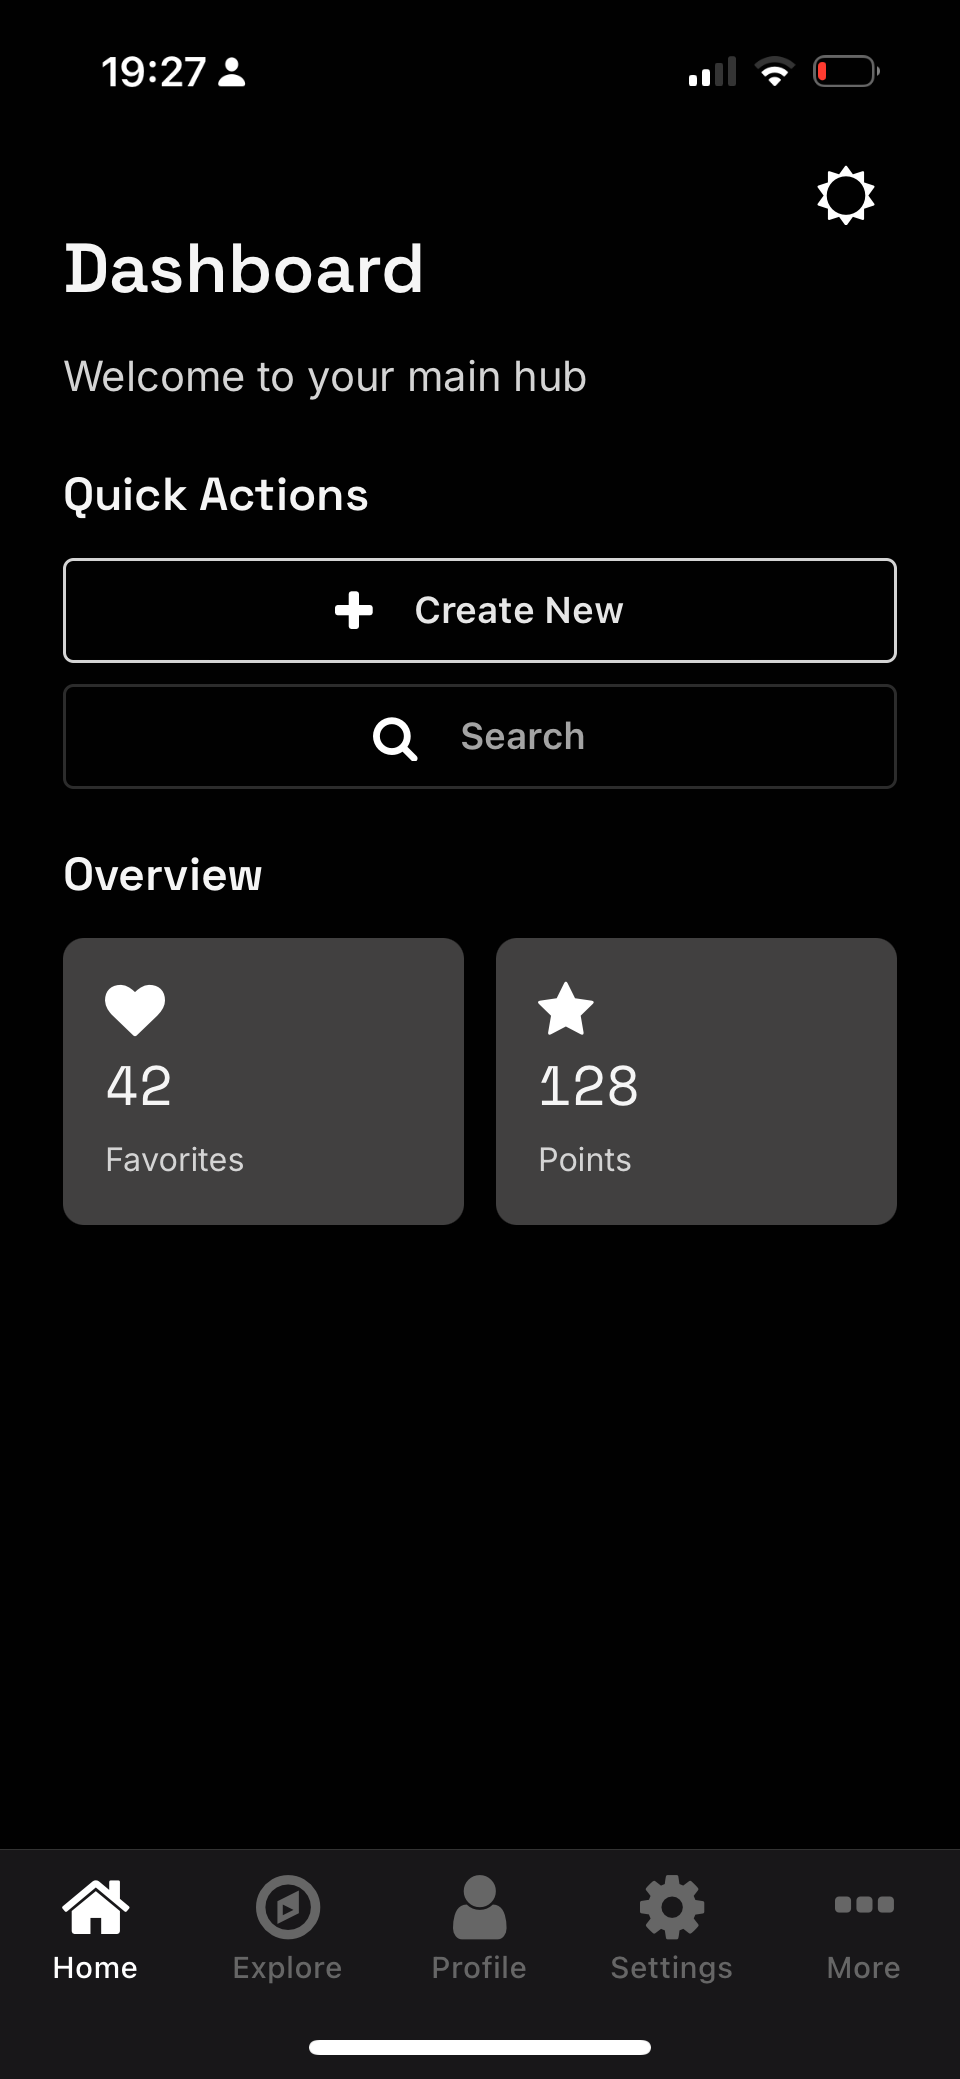 19:27
Dashboard
Welcome to your main hub
Quick Actions
Create New
Search
Overview
42
Favorites
128
Points
Home
Explore
Profile
Settings
More